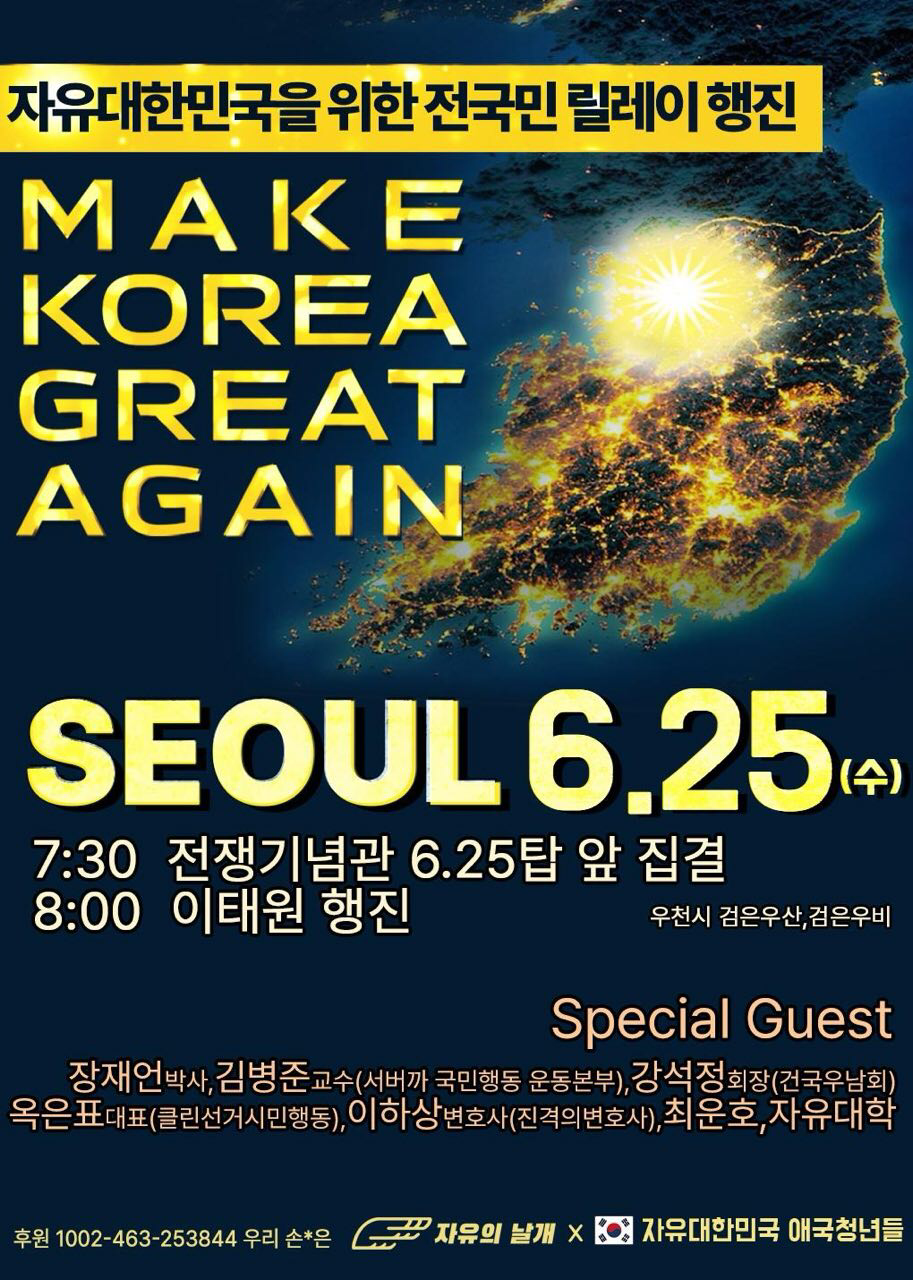 자유대한민국을 위한 전국민 릴레이 행진
MAKE
KOREA
GREAT
AGAIN
SEOUL 6.25(수)
7:30 전쟁기념관 6.25탑 앞 집결
8:00 이태원 행진
우천시 검은우산,검은우비
Special Guest
장재언박사,김병준교수(서버까 국민행동 운동본부),강석정회장(건국우남회)
옥은표대표(클린선거시민행동),이하상변호사(진격의변호사),최운호,자유대학
후원 1002-463-253844 우리 손*은 자유의 날개 X 자유대한민국 애국청년들